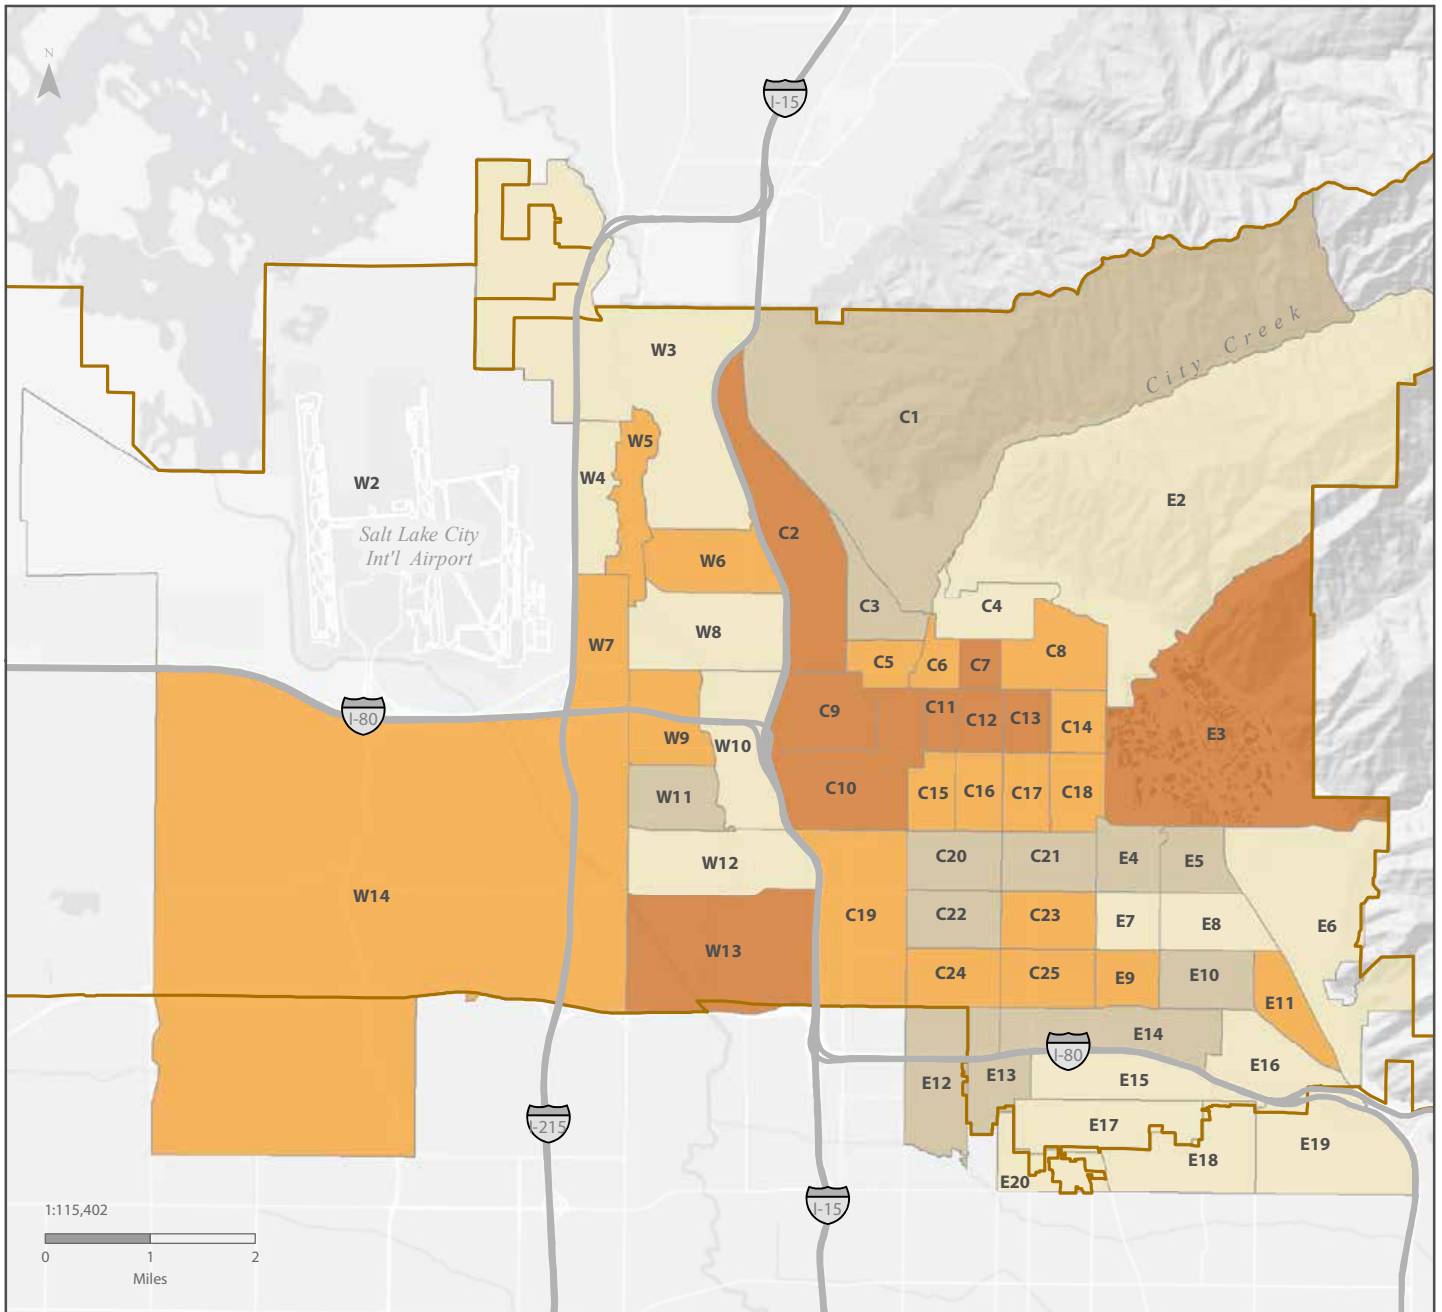 N
I-15
City Creek
W3
C1
W5
W4
W2
E2
Salt Lake City
Int'l Airport
C2
W6
C3
C4
W8
W7
C5
C6
C7
C8
I-80
C9
C11
C12
C13
C14
E3
W9
W10
W11
C10
C15
C16
C17
C18
W12
C20
C21
E4
E5
W14
C19
C22
C23
E7
E8
E6
W13
C24
C25
E9
E10
E11
E14
I-80
E12
E13
E15
E16
I-215
E17
E18
E19
E20
I-15
1:115,402
0 1 2
Miles